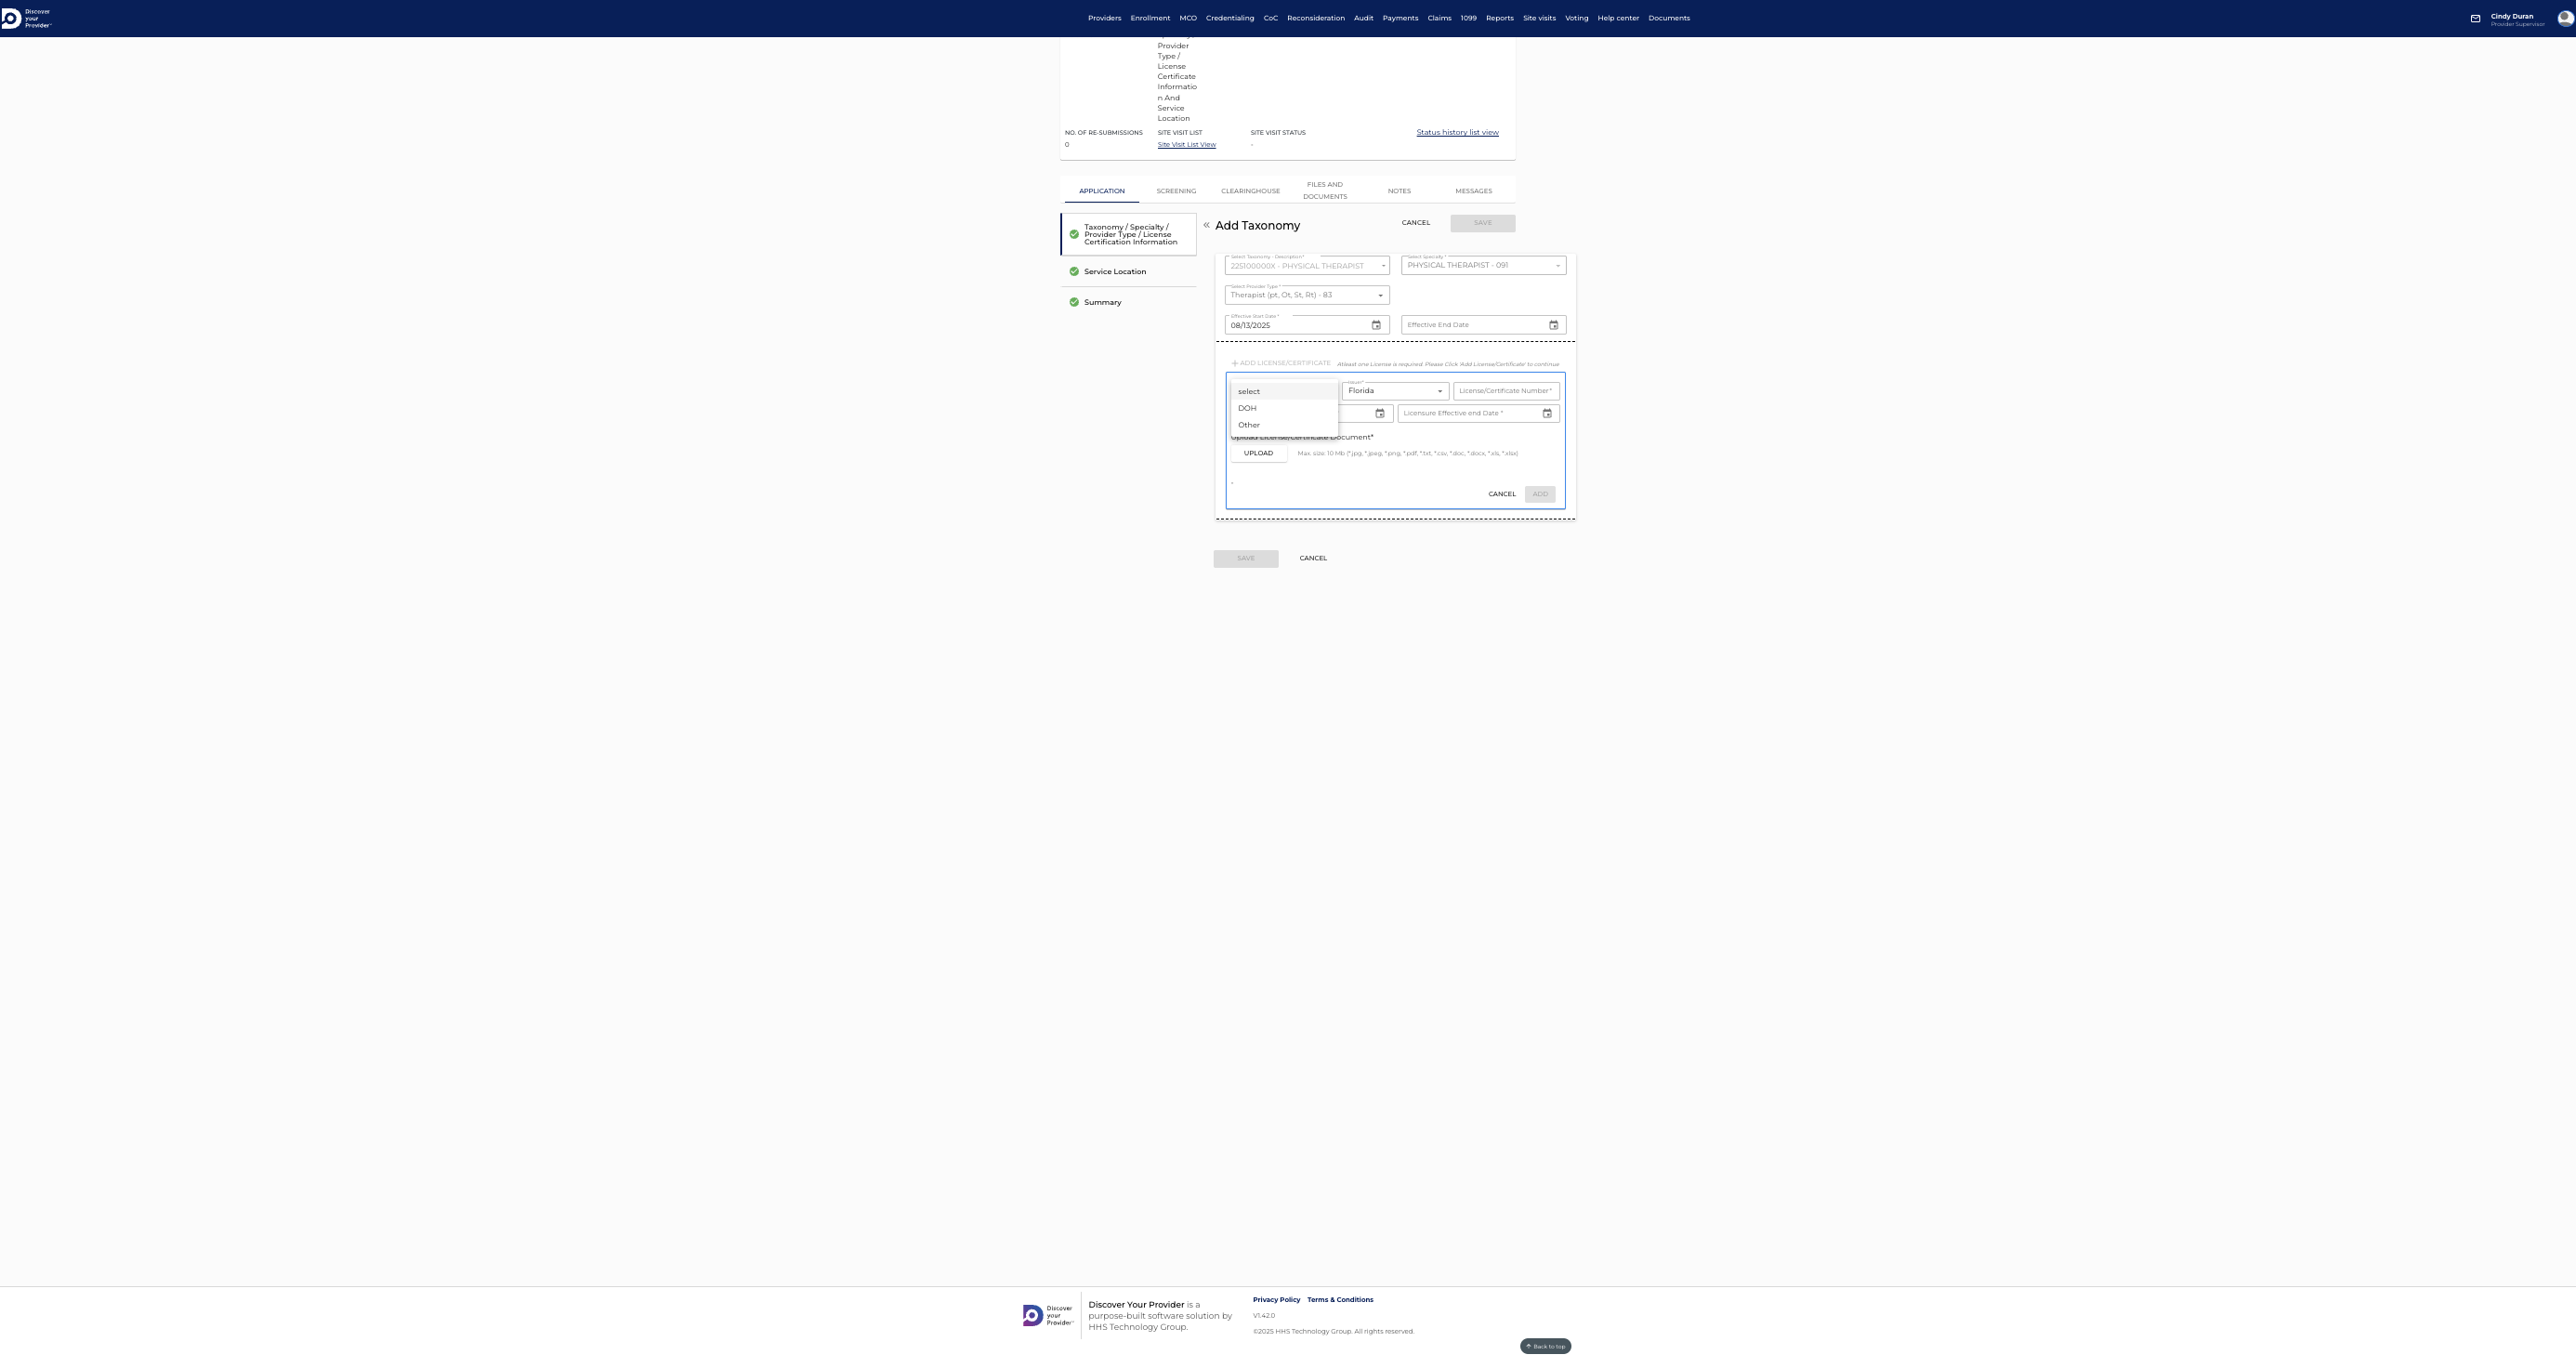 Discover
your
Provider™
Providers Enrollment MCO Credentialing CoC Reconsideration Audit Payments Claims 1099 Reports Site visits Voting Help center Documents
Cindy Duran
Provider Supervisor
Provider
Type /
License
Certificate
Informatio
n And
Service
Location
NO. OF RE-SUBMISSIONS SITE VISIT LIST SITE VISIT STATUS Status history list view
0 Site Visit List View -
APPLICATION SCREENING CLEARINGHOUSE FILES AND DOCUMENTS NOTES MESSAGES
Taxonomy / Specialty /
Provider Type / License
Certification Information
Service Location
Summary
« Add Taxonomy CANCEL SAVE
Select Taxonomy - Description * Select Specialty *
225100000X - PHYSICAL THERAPIST PHYSICAL THERAPIST - 091
Select Provider Type *
Therapist (pt, Ot, St, Rt) - 83
Effective Start Date *
08/13/2025 Effective End Date
+ ADD LICENSE/CERTIFICATE Atleast one License is required. Please Click 'Add License/Certificate' to continue
select Florida License/Certificate Number *
DOH Licensure Effective end Date *
Other
Upload License/Certificate Document*
UPLOAD Max. size: 10 Mb (*.jpg, *.jpeg, *.png, *.pdf, *.txt, *.csv, *.doc, *.docx, *.xls, *.xlsx)
-
CANCEL ADD
SAVE CANCEL
Discover
your
Provider™
Discover Your Provider is a
purpose-built software solution by
HHS Technology Group.
Privacy Policy Terms & Conditions
V1.42.0
©2025 HHS Technology Group. All rights reserved.
Back to top